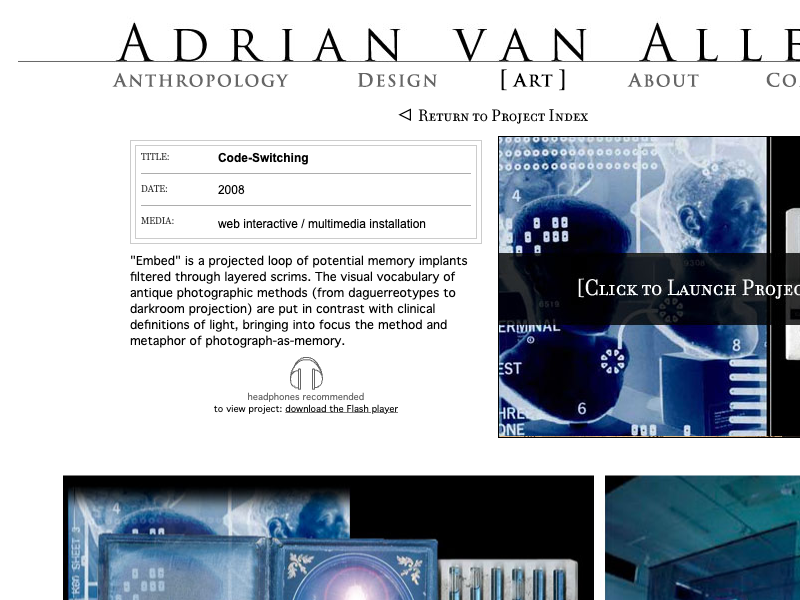 ADRIAN VAN ALLE
ANTHROPOLOGY DESIGN [ART] ABOUT CO
RETURN TO PROJECT INDEX
TITLE: Code-Switching
DATE: 2008
MEDIA: web interactive / multimedia installation
"Embed" is a projected loop of potential memory implants
filtered through layered scrims. The visual vocabulary of
antique photographic methods (from daguerreotypes to
darkroom projection) are put in contrast with clinical
definitions of light, bringing into focus the method and
metaphor of photograph-as-memory.
headphones recommended
to view project: download the Flash player
4
6519
9308
[CLICK TO LAUNCH PROJEC
ERMINAL
8
EST
6
HREE
ONE
4
SHEET 3